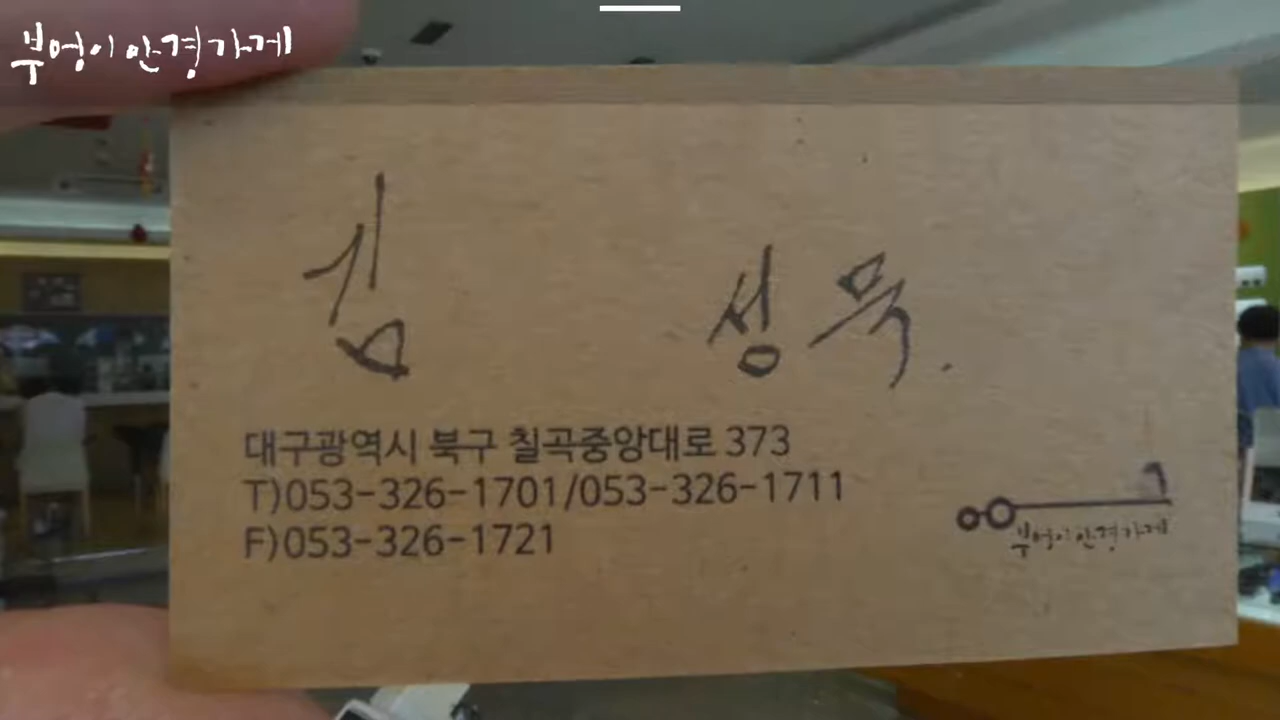 부엉이안경가게
김 성묵.
대구광역시 북구 칠곡중앙대로 373
T)053-326-1701/053-326-1711
F)053-326-1721
부엉이안경가게